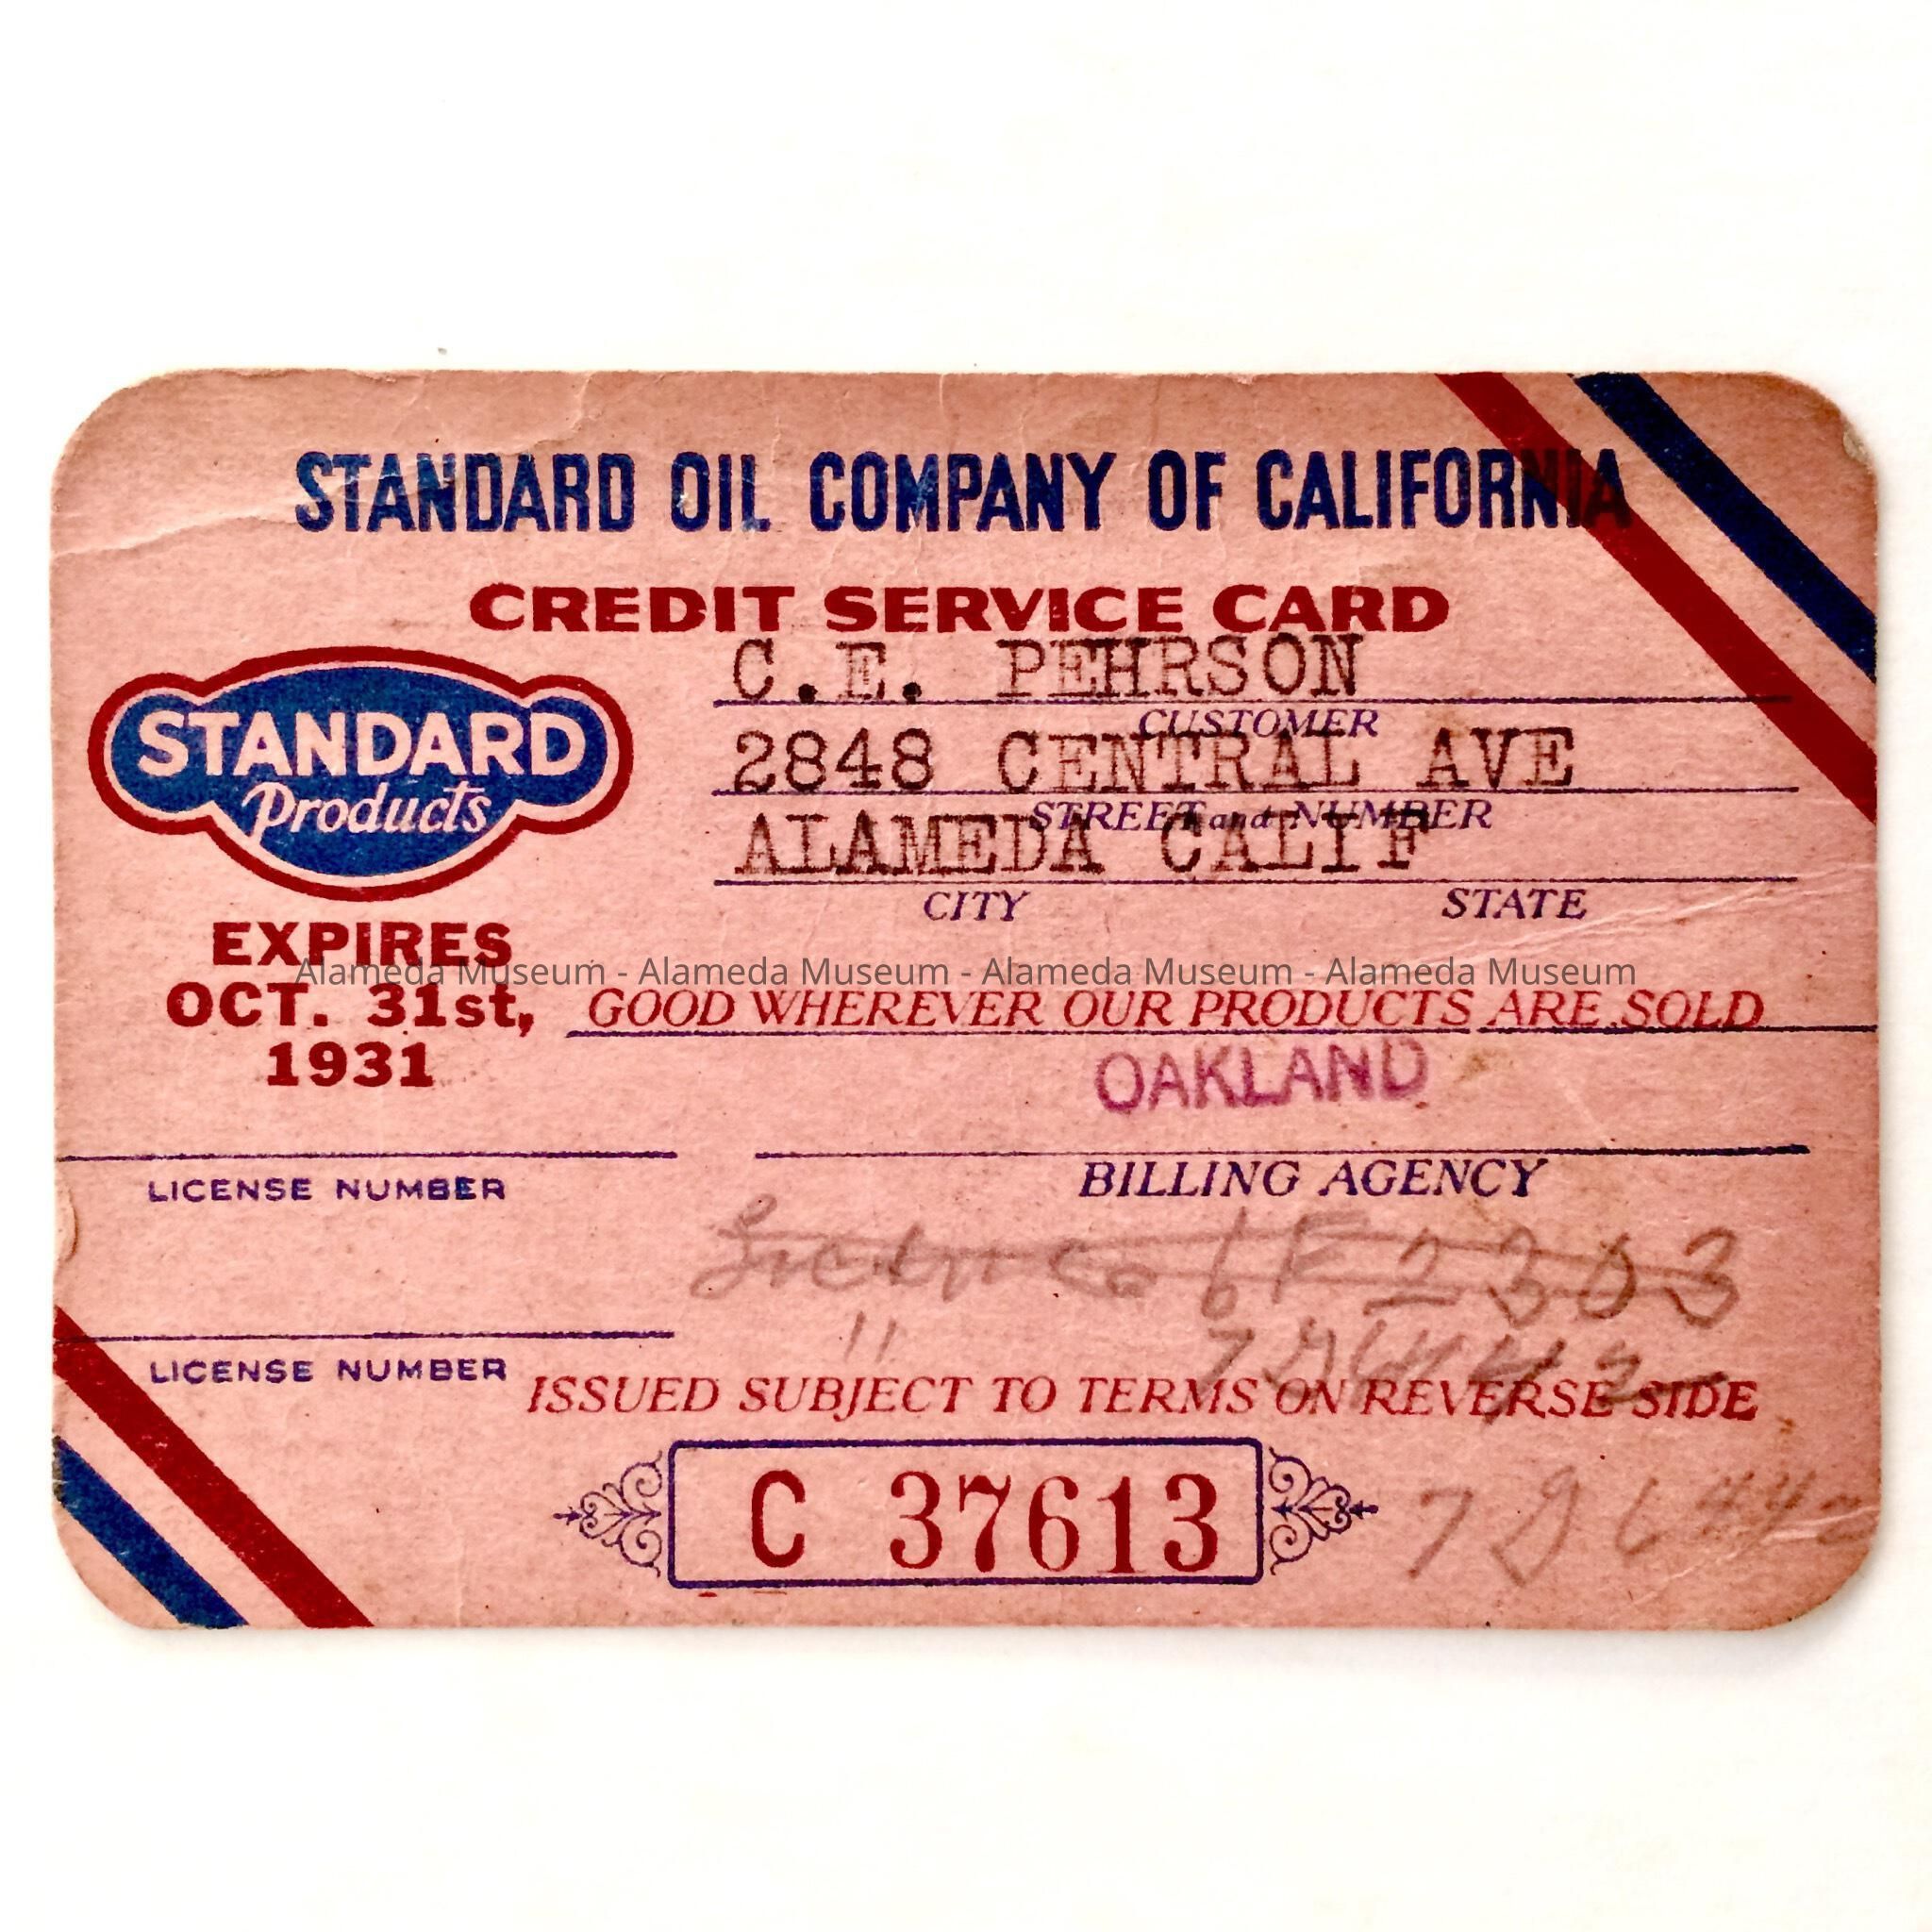 STANDARD OIL COMPANY OF CALIFORNIA
CREDIT SERVICE CARD
C.E. PEHRSON
CUSTOMER
2848 CENTRAL AVE
STREET and NUMBER
ALAMEDA CALIF
CITY STATE
STANDARD
Products
EXPIRES
OCT. 31st,
1931
Alameda Museum - Alameda Museum - Alameda Museum - Alameda Museum
GOOD WHEREVER OUR PRODUCTS ARE SOLD
OAKLAND
BILLING AGENCY
LICENSE NUMBER
LICENSE NUMBER
ISSUED SUBJECT TO TERMS ON REVERSE SIDE
C 37613